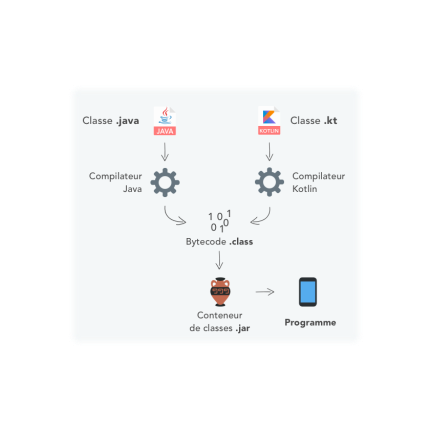 Classe .java
JAVA
KOTLIN
Classe .kt
Compilateur
Java
Compilateur
Kotlin
1 0 1
0 1 0
Bytecode .class
Conteneur
de classes .jar
Programme